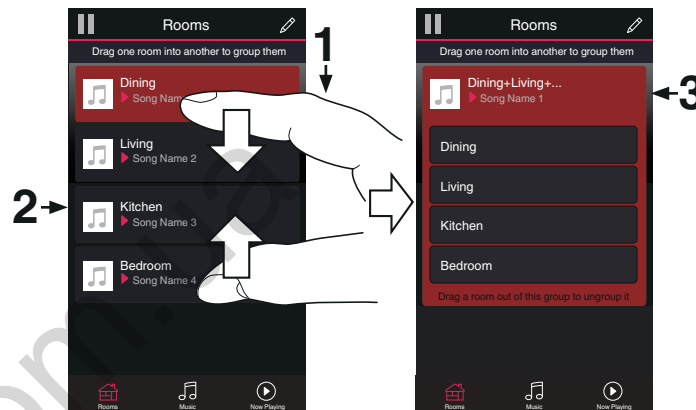 Rooms
Drag one room into another to group them
1
Dining
Song Nam
Living
Song Name 2
2
Kitchen
Song Name 3
Bedroom
Song Name 4
Rooms
Music
Now Playing
Rooms
Drag one room into another to group them
Dining+Living+...
Song Name 1
3
Dining
Living
Kitchen
Bedroom
Drag a room out of this group to ungroup it
Rooms
Music
Now Playing
om.ua